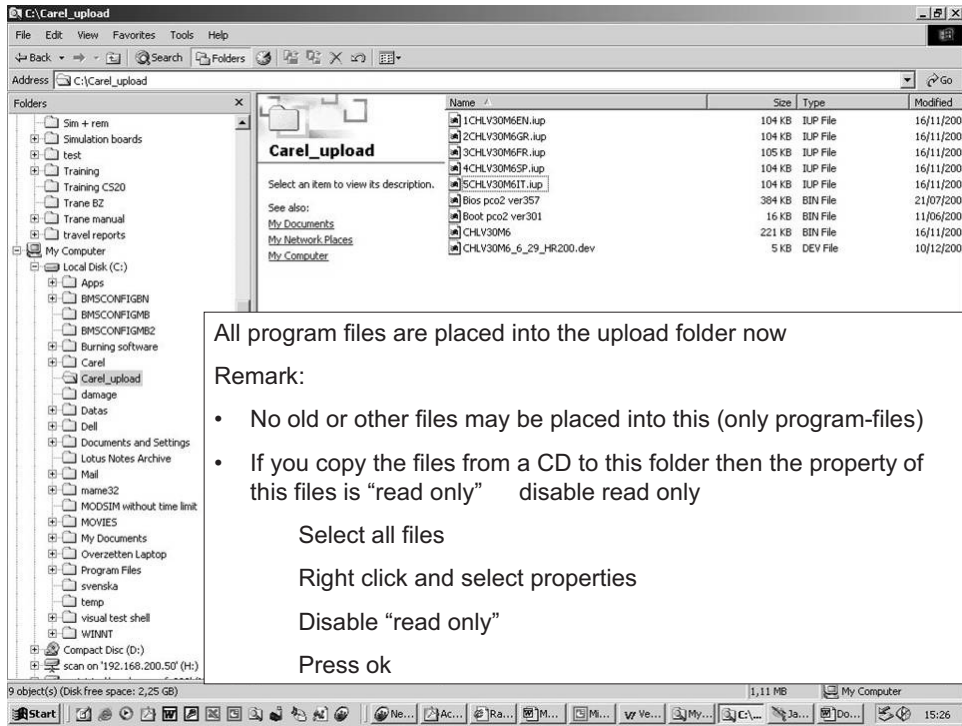 C:\Carel_upload
File Edit View Favorites Tools Help
Back Search Folders
Address C:\Carel_upload Go
Folders
Sim + rem
Simulation boards
test
Training
Training CS20
Trane BZ
Trane manual
travel reports
My Computer
Local Disk (C:)
Apps
BMSCONFIGBN
BMSCONFIGMB
BMSCONFIGMB2
Burning software
Carel
Carel_upload
damage
Datas
Dell
Documents and Settings
Lotus Notes Archive
Mail
mame32
MODSIM without time limit
MOVIES
My Documents
Overzetten Laptop
Program Files
svenska
temp
visual test shell
WINNT
Compact Disc (D:)
scan on '192.168.200.50' (H:)
Carel_upload
Select an item to view its description.
See also:
My Documents
My Network Places
My Computer
Name Size Type Modified
1CHLV30M6EN.iup 104 KB IUP File 16/11/200
2CHLV30M6GR.iup 104 KB IUP File 16/11/200
3CHLV30M6FR.iup 105 KB IUP File 16/11/200
4CHLV30M6SP.iup 104 KB IUP File 16/11/200
5CHLV30M6IT.iup 104 KB IUP File 16/11/200
Bios pco2 ver357 384 KB BIN File 21/07/200
Boot pco2 ver301 16 KB BIN File 11/06/200
CHLV30M6 221 KB BIN File 16/11/200
CHLV30M6_6_29_HR200.dev 5 KB DEV File 10/12/200
All program files are placed into the upload folder now
Remark:
• No old or other files may be placed into this (only program-files)
• If you copy the files from a CD to this folder then the property of
this files is “read only” disable read only
Select all files
Right click and select properties
Disable “read only”
Press ok
9 object(s) (Disk free space: 2,25 GB) 1,11 MB My Computer
Start Ne... Ac... Ra... M... Mi... Ve... My... C:\... Ja... Do... 15:26